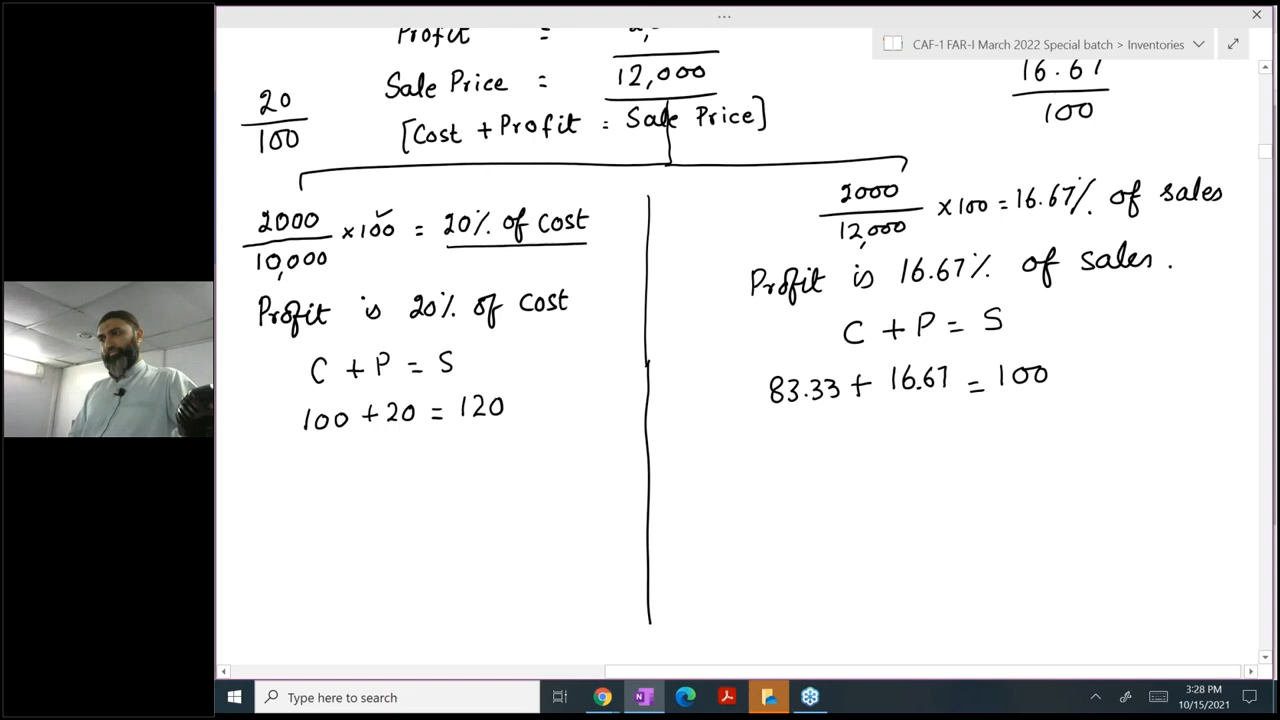 CAF-1 FAR-I March 2022 Special batch > Inventories
Profit =
Sale Price = 12,000
[Cost + Profit = Sale Price]
20
100
16.67
100
2000
10,000 ×100 = 20% of cost
Profit is 20% of cost
C + P = S
100 + 20 = 120
2000
12,000 ×100 = 16.67% of sales
Profit is 16.67% of sales.
C + P = S
83.33 + 16.67 = 100
Type here to search
3:28 PM
10/15/2021